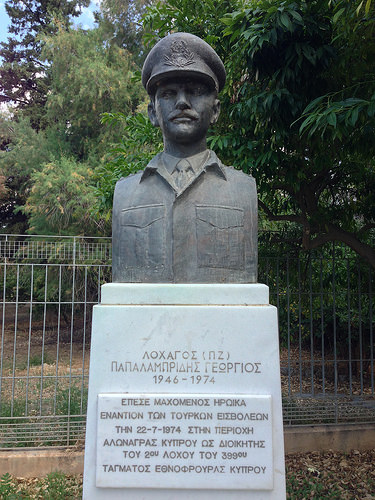 ΛΟΧΑΓΟΣ (ΠΖ)
ΠΑΠΑΛΑΜΠΡΙΔΗΣ ΓΕΩΡΓΙΟΣ
1946 - 1974
ΕΠΕΣΕ ΜΑΧΟΜΕΝΟΣ ΗΡΩΙΚΑ
ΕΝΑΝΤΙΟΝ ΤΩΝ ΤΟΥΡΚΩΝ ΕΙΣΒΟΛΕΩΝ
ΤΗΝ 22-7-1974 ΣΤΗΝ ΠΕΡΙΟΧΗ
ΑΛΩΝΑΓΡΑΣ ΚΥΠΡΟΥ ΩΣ ΔΙΟΙΚΗΤΗΣ
ΤΟΥ 2ΟΥ ΛΟΧΟΥ ΤΟΥ 399ΟΥ
ΤΑΓΜΑΤΟΣ ΕΘΝΟΦΡΟΥΡΑΣ ΚΥΠΡΟΥ